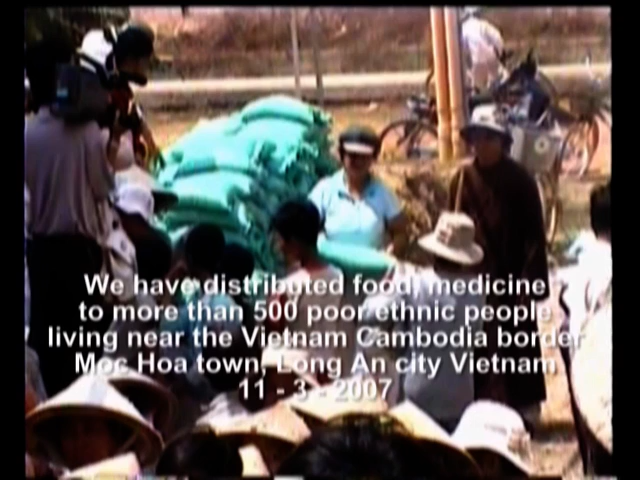 We have distributed food, medicine
to more than 500 poor ethnic people
living near the Vietnam Cambodia border
Moc Hoa town, Long An city Vietnam
11 - 3 - 2007